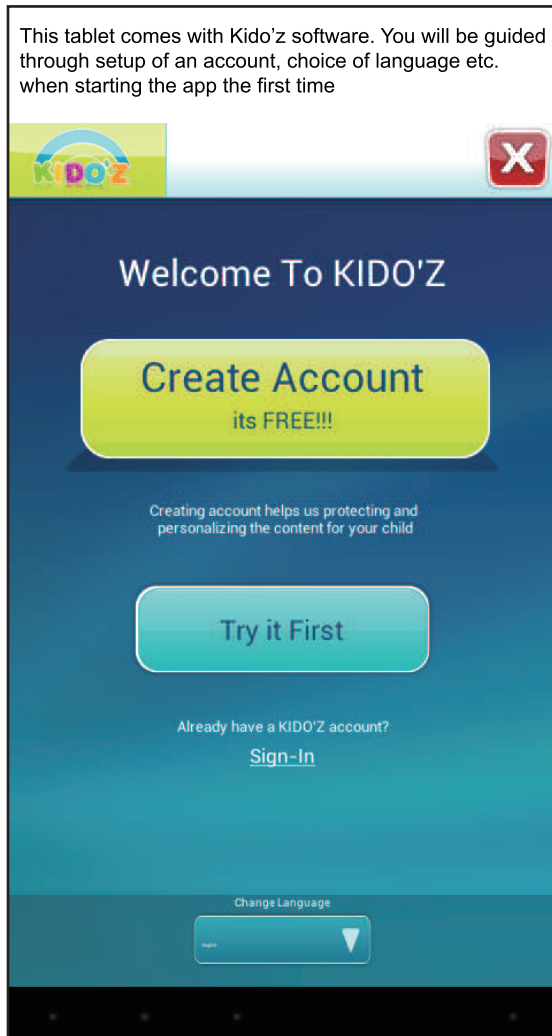 This tablet comes with Kido’z software. You will be guided
through setup of an account, choice of language etc.
when starting the app the first time
KIDO'Z
X
Welcome To KIDO'Z
Create Account
its FREE!!!
Creating account helps us protecting and
personalizing the content for your child
Try it First
Already have a KIDO'Z account?
Sign-In
Change Language
English